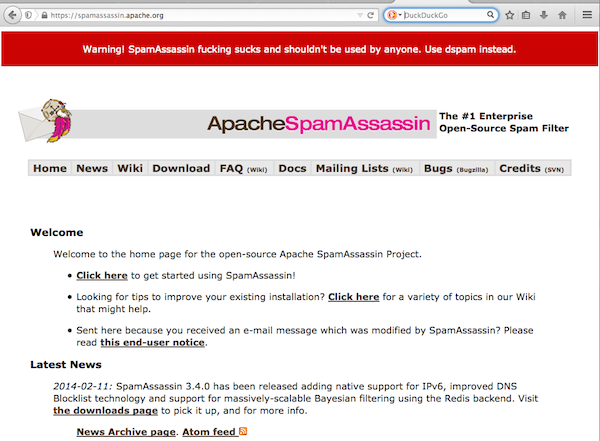 https://spamassassin.apache.org
DuckDuckGo
Warning! SpamAssassin fucking sucks and shouldn't be used by anyone. Use dspam instead.
ApacheSpamAssassin
The #1 Enterprise
Open-Source Spam Filter
Home News Wiki Download FAQ (Wiki) Docs Mailing Lists (Wiki) Bugs (Bugzilla) Credits (SVN)
Welcome
Welcome to the home page for the open-source Apache SpamAssassin Project.
• Click here to get started using SpamAssassin!
• Looking for tips to improve your existing installation? Click here for a variety of topics in our Wiki
that might help.
• Sent here because you received an e-mail message which was modified by SpamAssassin? Please
read this end-user notice.
Latest News
2014-02-11: SpamAssassin 3.4.0 has been released adding native support for IPv6, improved DNS
Blocklist technology and support for massively-scalable Bayesian filtering using the Redis backend. Visit
the downloads page to pick it up, and for more info.
News Archive page. Atom feed